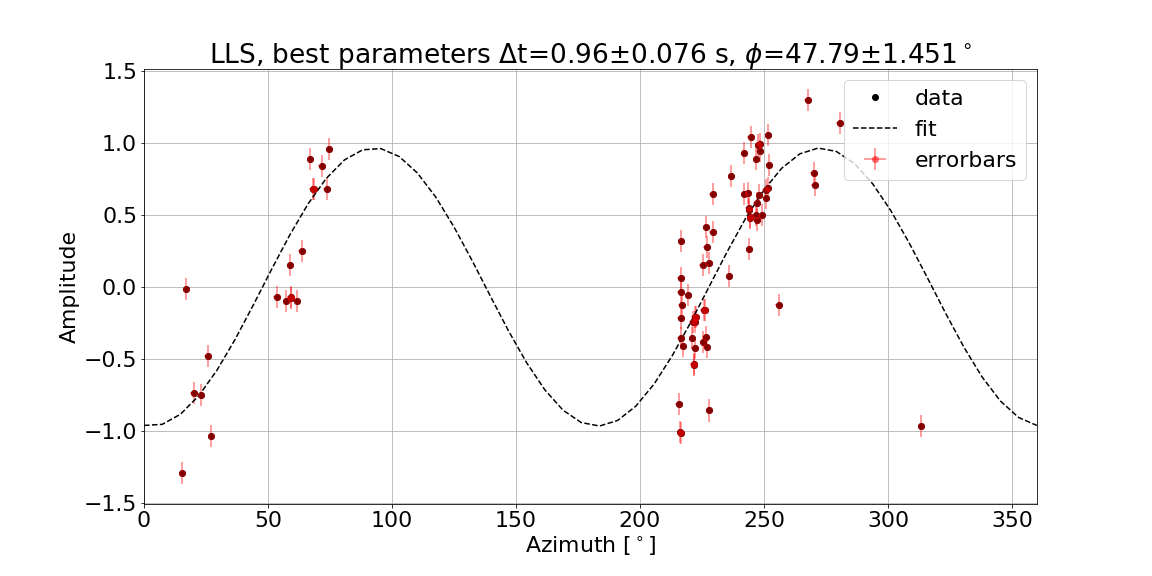 LLS, best parameters Δt=0.96±0.076 s, ϕ=47.79±1.451°
1.5
1.0
0.5
0.0
−0.5
−1.0
−1.5
Amplitude
data
fit
errorbars
0 50 100 150 200 250 300 350
Azimuth [°]